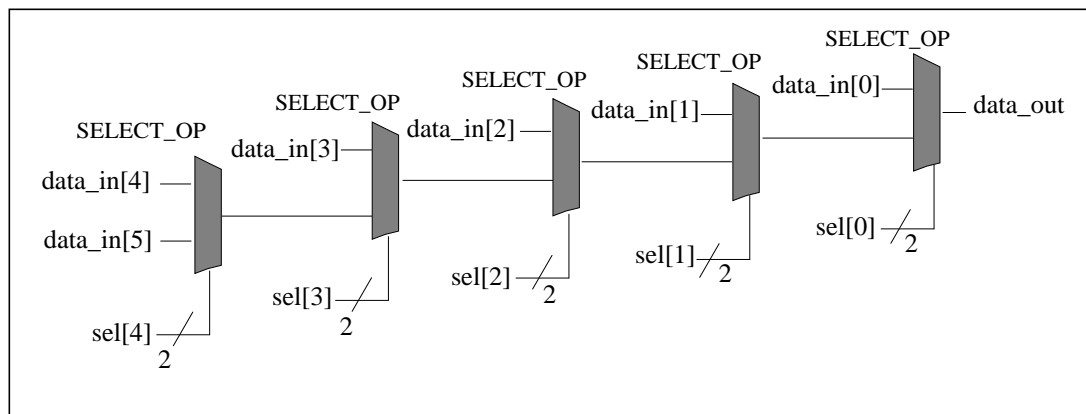 SELECT_OP
data_in[0]
data_out
SELECT_OP
data_in[1]
SELECT_OP
data_in[2]
SELECT_OP
data_in[3]
SELECT_OP
data_in[4]
data_in[5]
sel[0]
2
sel[1]
2
sel[2]
2
sel[3]
2
sel[4]
2